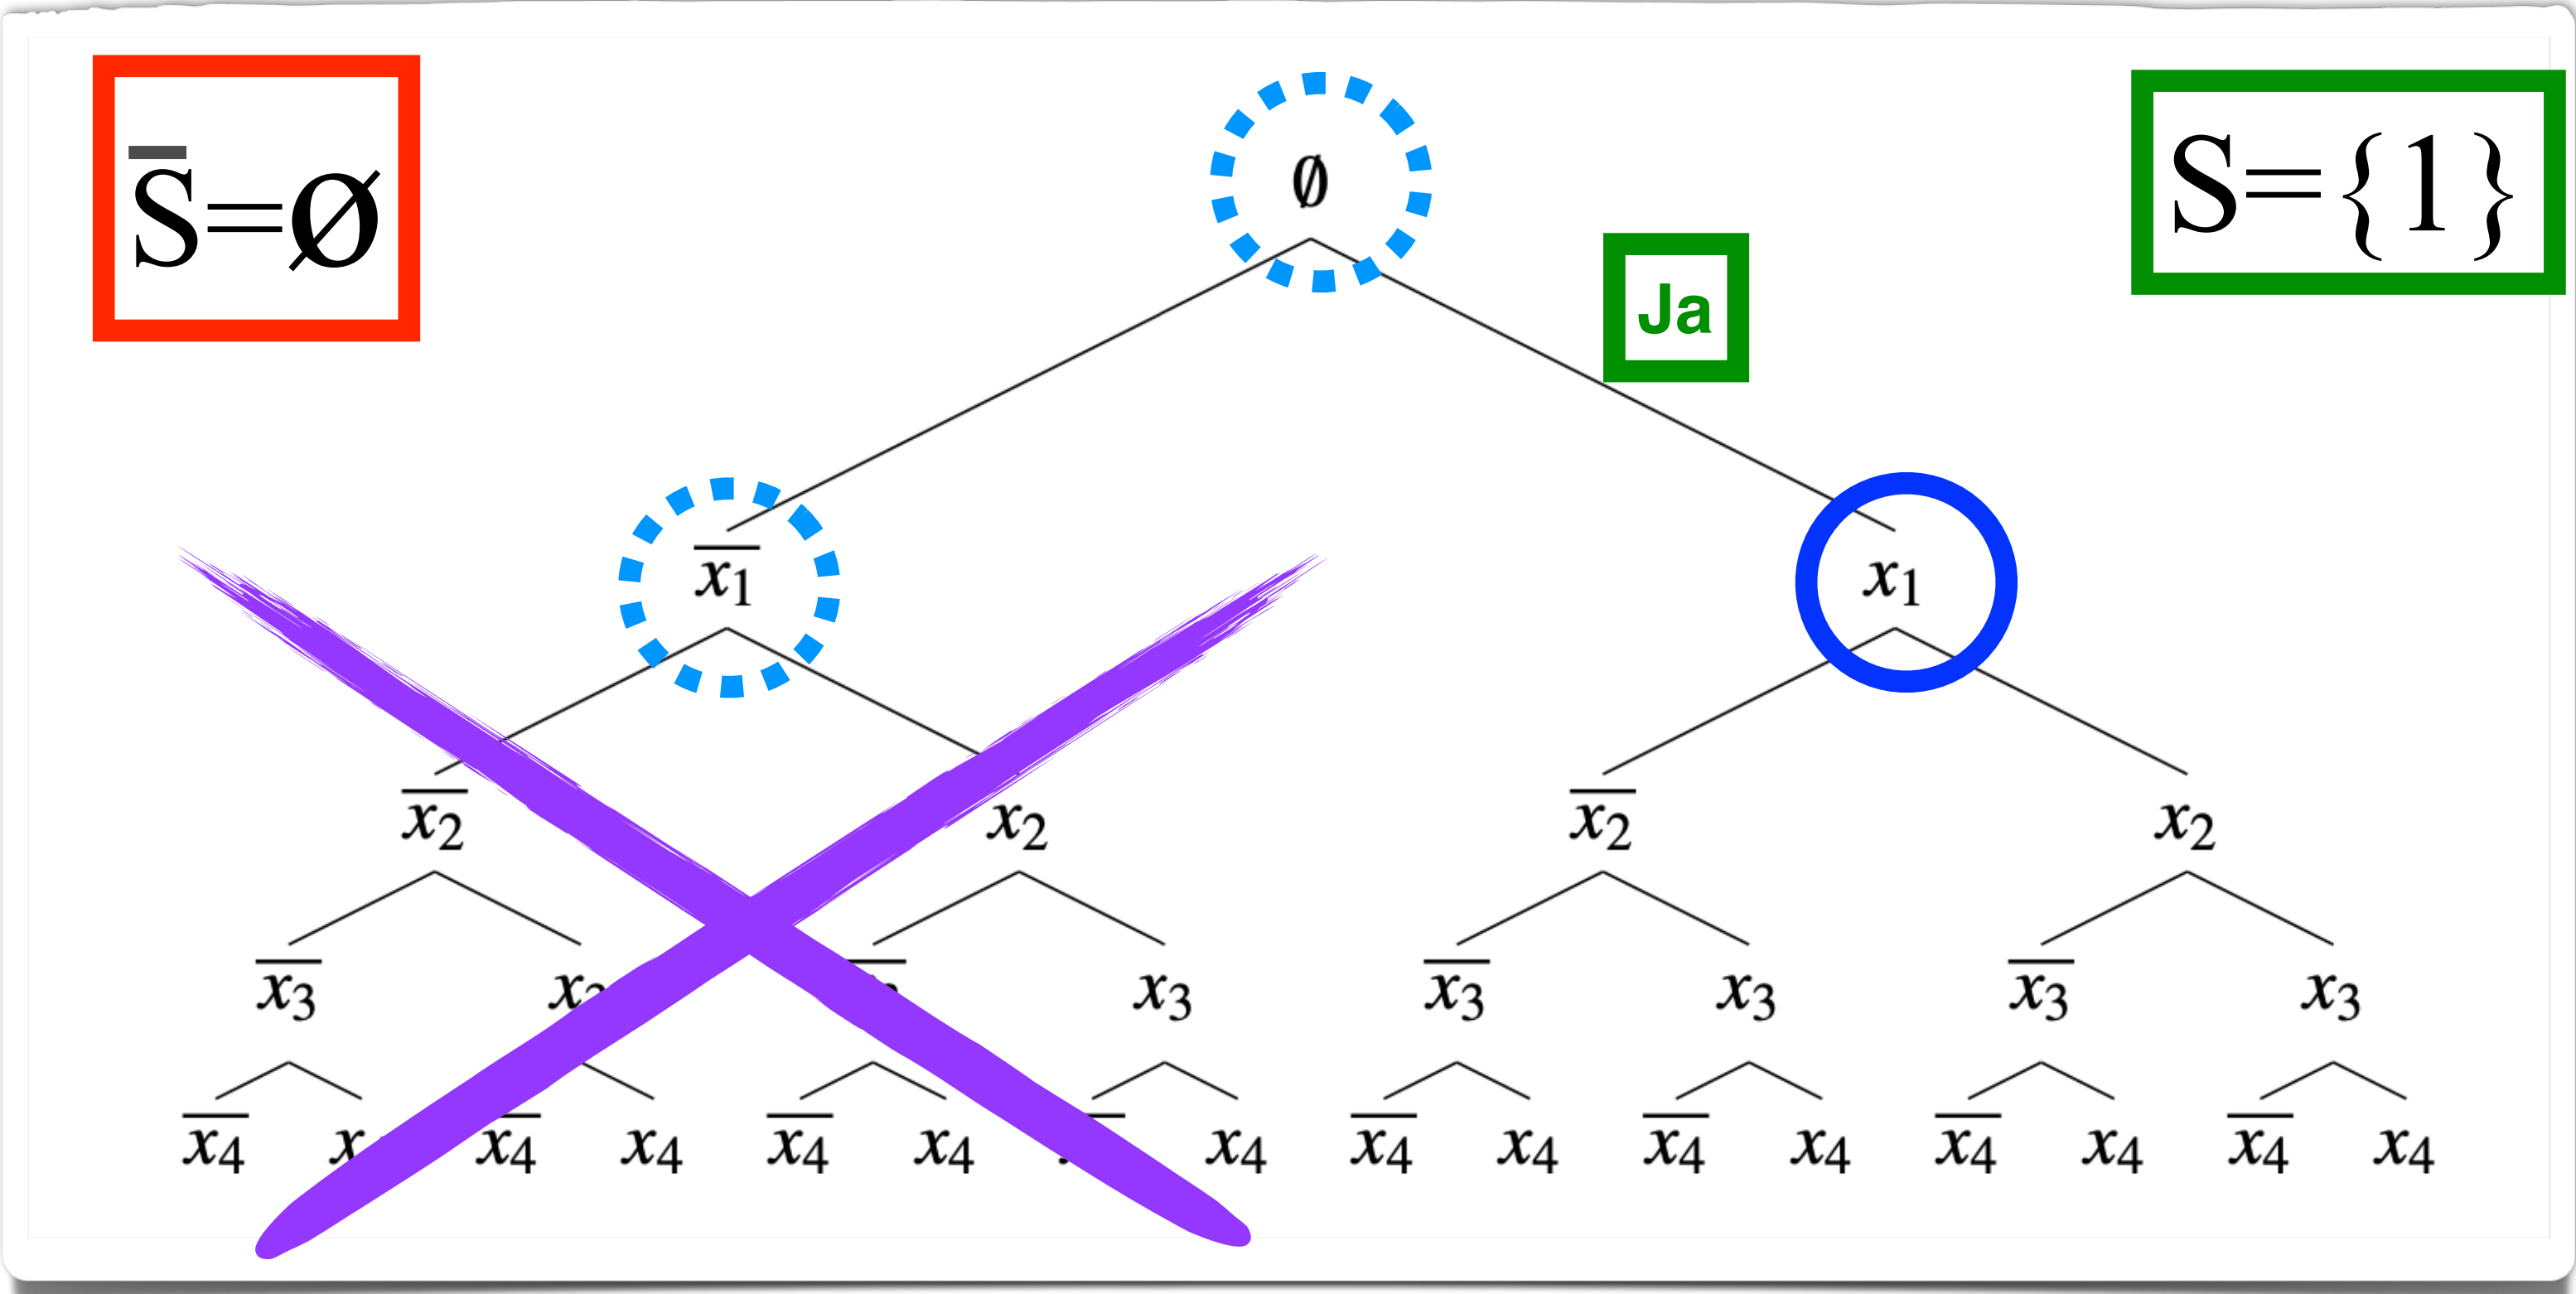 S̅=Ø
∅
S={1}
Ja
x̅₁ x₁
x̅₂ x₂ x̅₂ x₂
x̅₃ x₃ x̅₃ x₃ x̅₃ x₃
x̅₄ x̅₄ x₄ x̅₄ x₄ x₄ x̅₄ x₄ x̅₄ x₄ x̅₄ x₄ x̅₄ x₄